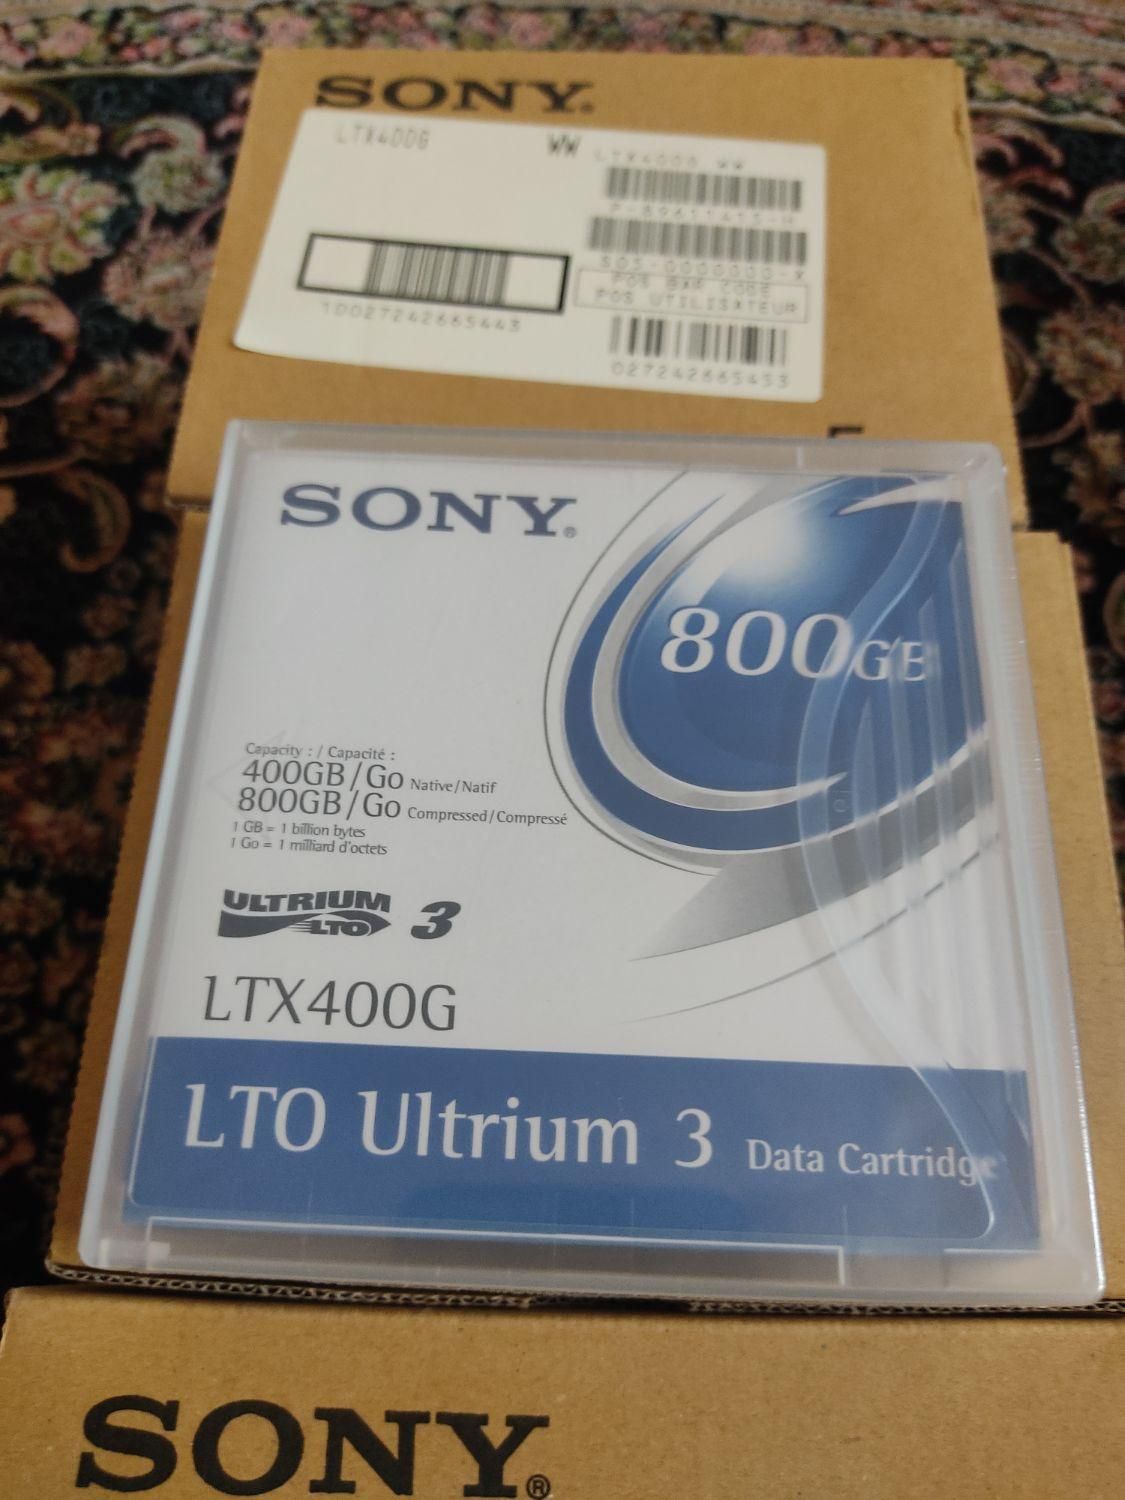 SONY®
LTX400G WW
LTX400G WW
POS BAR CODE
POS UTILISATEUR
027242665453
SONY®
800GB
Capacity : / Capacité :
400GB/Go Native/Natif
800GB/Go Compressed/Compressé
1 GB = 1 billion bytes
1 Go = 1 milliard d'octets
ULTRIUM
LTO 3
LTX400G
LTO Ultrium 3 Data Cartridge
SONY®